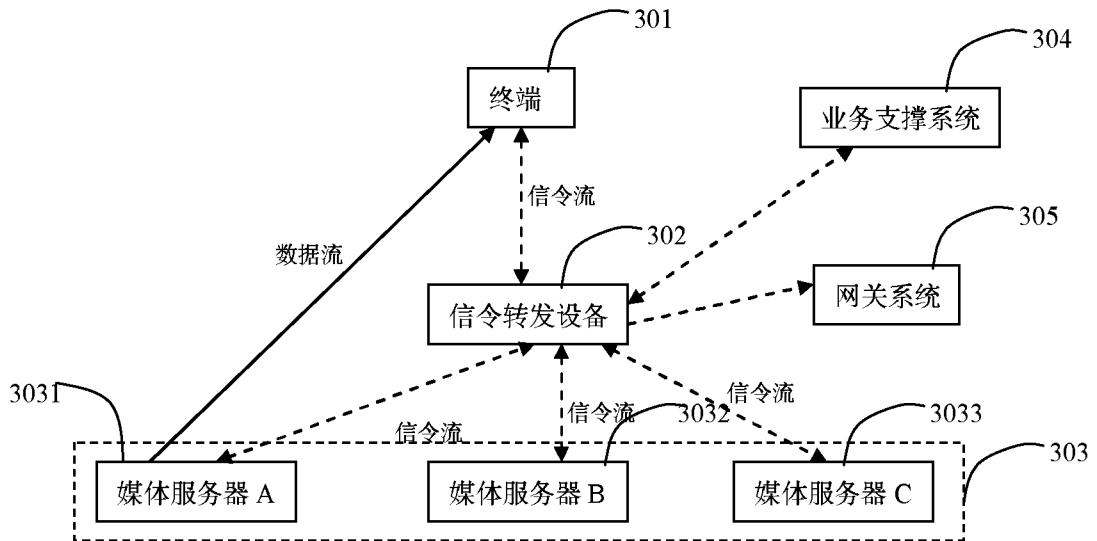 301
304
终端
业务支撑系统
信令流
305
302
数据流
网关系统
信令转发设备
3031
信令流
3032
信令流
3033
信令流
303
媒体服务器 A
媒体服务器 B
媒体服务器 C